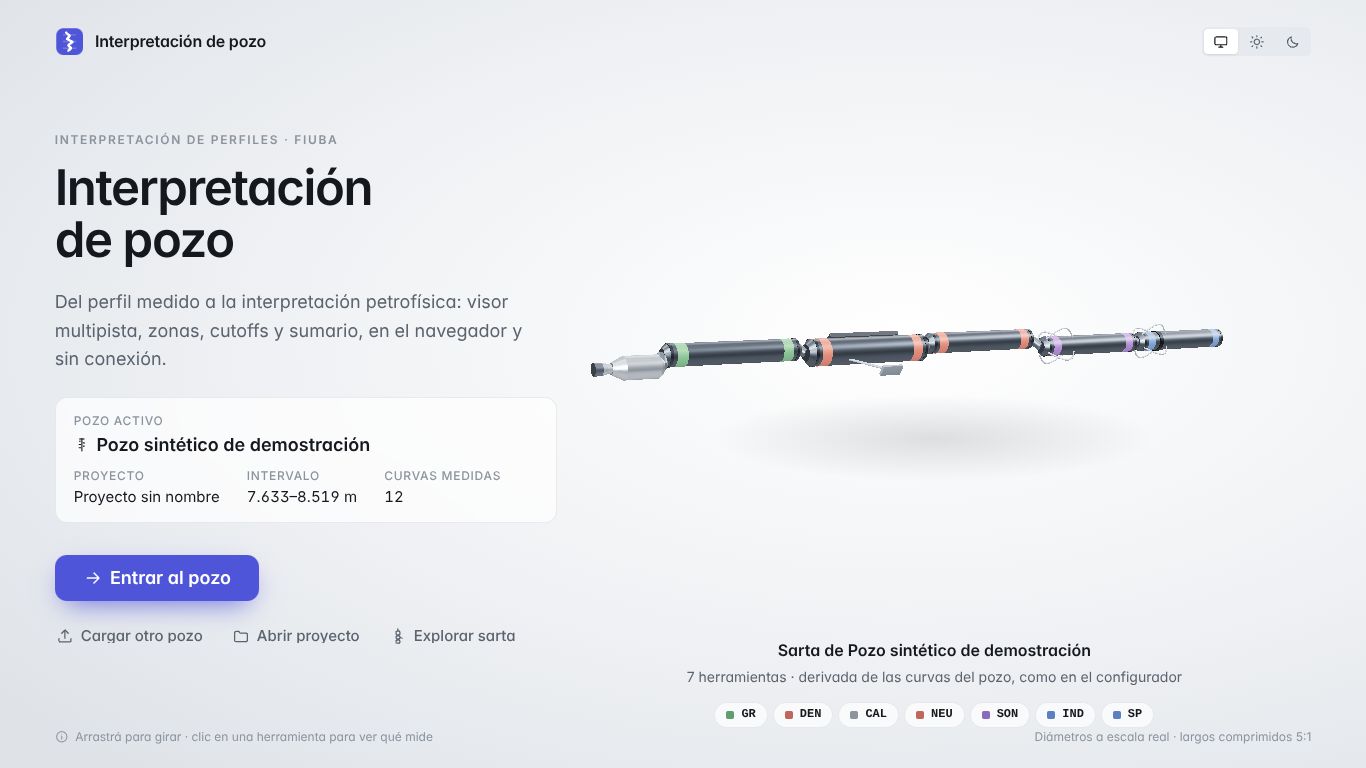 Interpretación de pozo
INTERPRETACIÓN DE PERFILES · FIUBA
Interpretación
de pozo
Del perfil medido a la interpretación petrofísica: visor
multipista, zonas, cutoffs y sumario, en el navegador y
sin conexión.
POZO ACTIVO
Pozo sintético de demostración
PROYECTO INTERVALO CURVAS MEDIDAS
Proyecto sin nombre 7.633–8.519 m 12
Entrar al pozo
Cargar otro pozo Abrir proyecto Explorar sarta
Sarta de Pozo sintético de demostración
7 herramientas · derivada de las curvas del pozo, como en el configurador
GR DEN CAL NEU SON IND SP
Arrastrá para girar · clic en una herramienta para ver qué mide
Diámetros a escala real · largos comprimidos 5:1